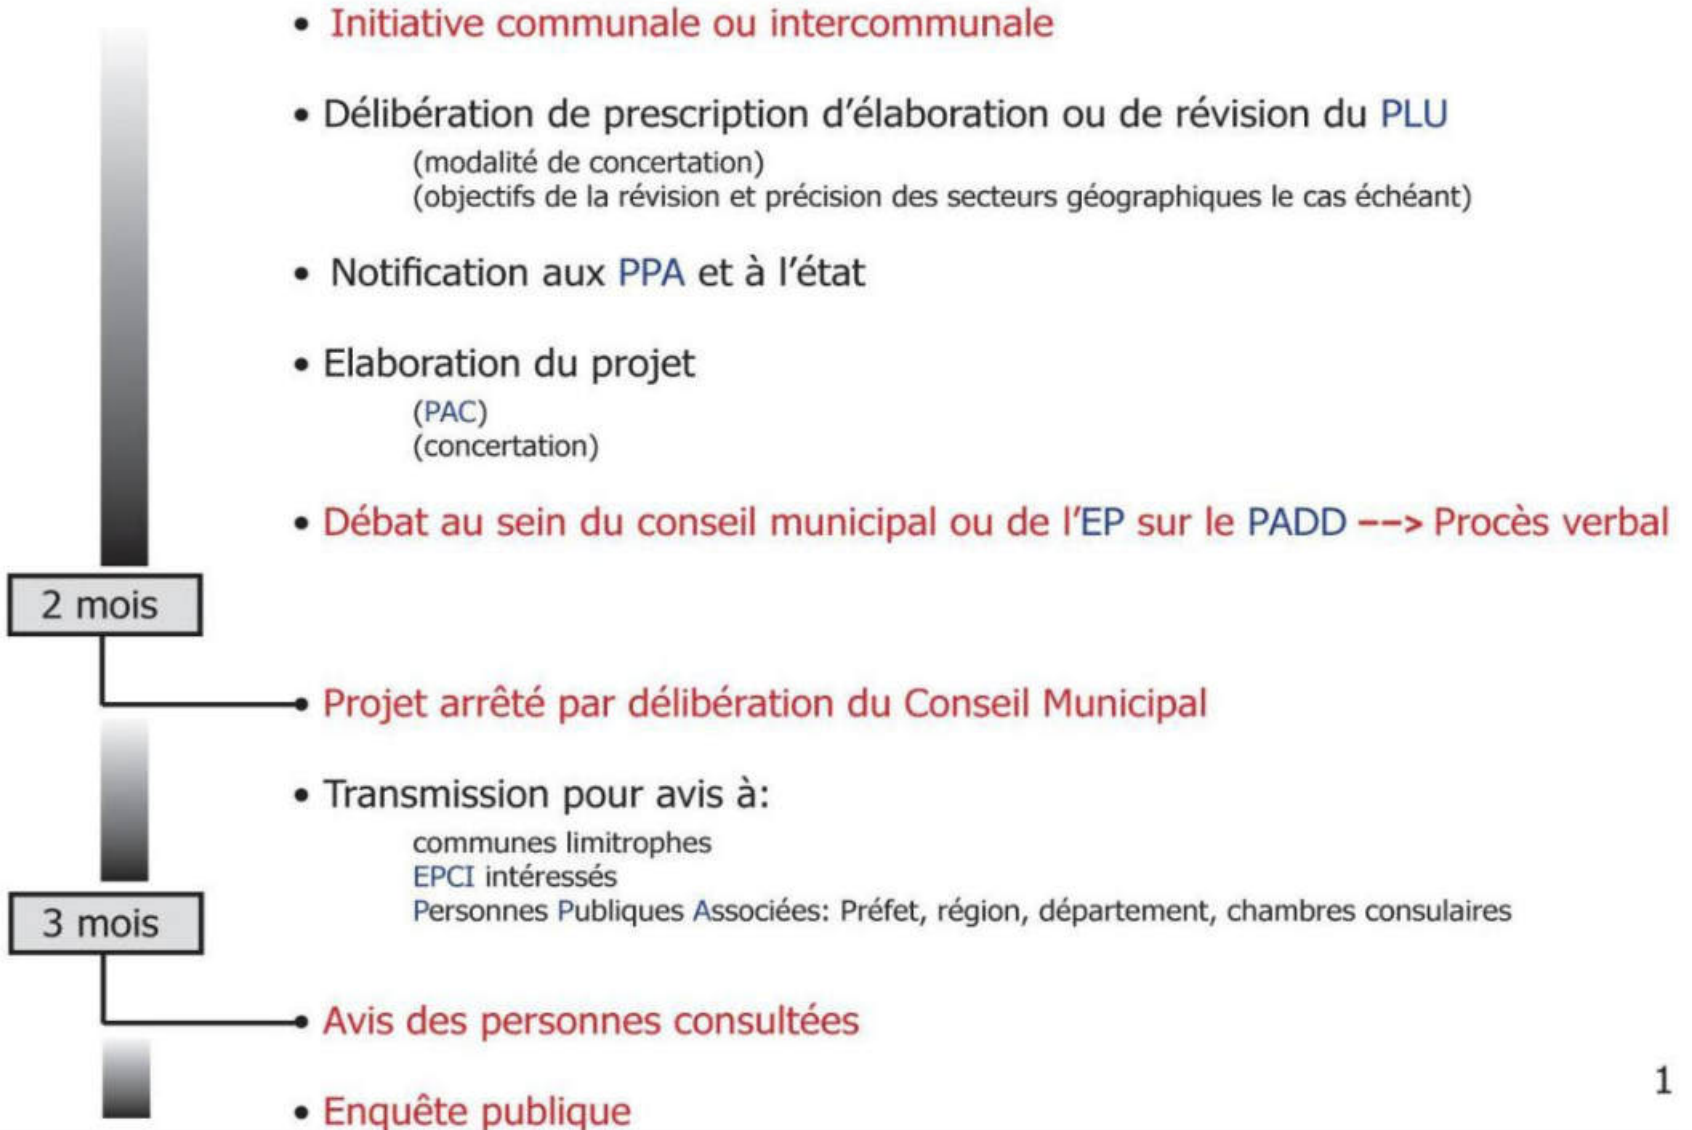 • Initiative communale ou intercommunale
• Délibération de prescription d'élaboration ou de révision du PLU
(modalité de concertation)
(objectifs de la révision et précision des secteurs géographiques le cas échéant)
• Notification aux PPA et à l'état
• Elaboration du projet
(PAC)
(concertation)
• Débat au sein du conseil municipal ou de l'EP sur le PADD --> Procès verbal
2 mois
• Projet arrêté par délibération du Conseil Municipal
• Transmission pour avis à:
communes limitrophes
EPCI intéressés
Personnes Publiques Associées: Préfet, région, département, chambres consulaires
3 mois
• Avis des personnes consultées
1
• Enquête publique